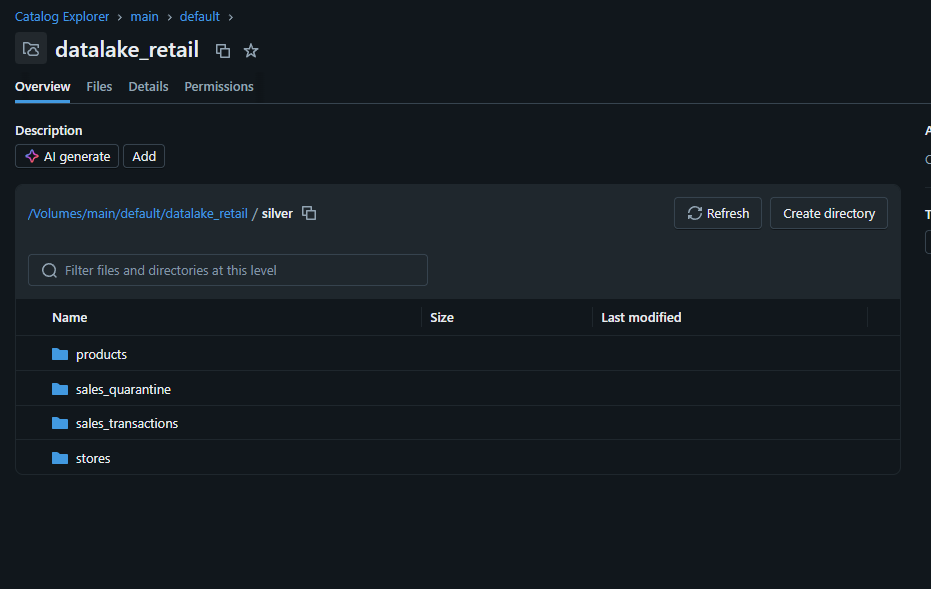 Catalog Explorer › main › default ›
datalake_retail
Overview Files Details Permissions
Description
AI generate Add
/Volumes/main/default/datalake_retail / silver Refresh Create directory
Filter files and directories at this level
Name Size Last modified
products
sales_quarantine
sales_transactions
stores